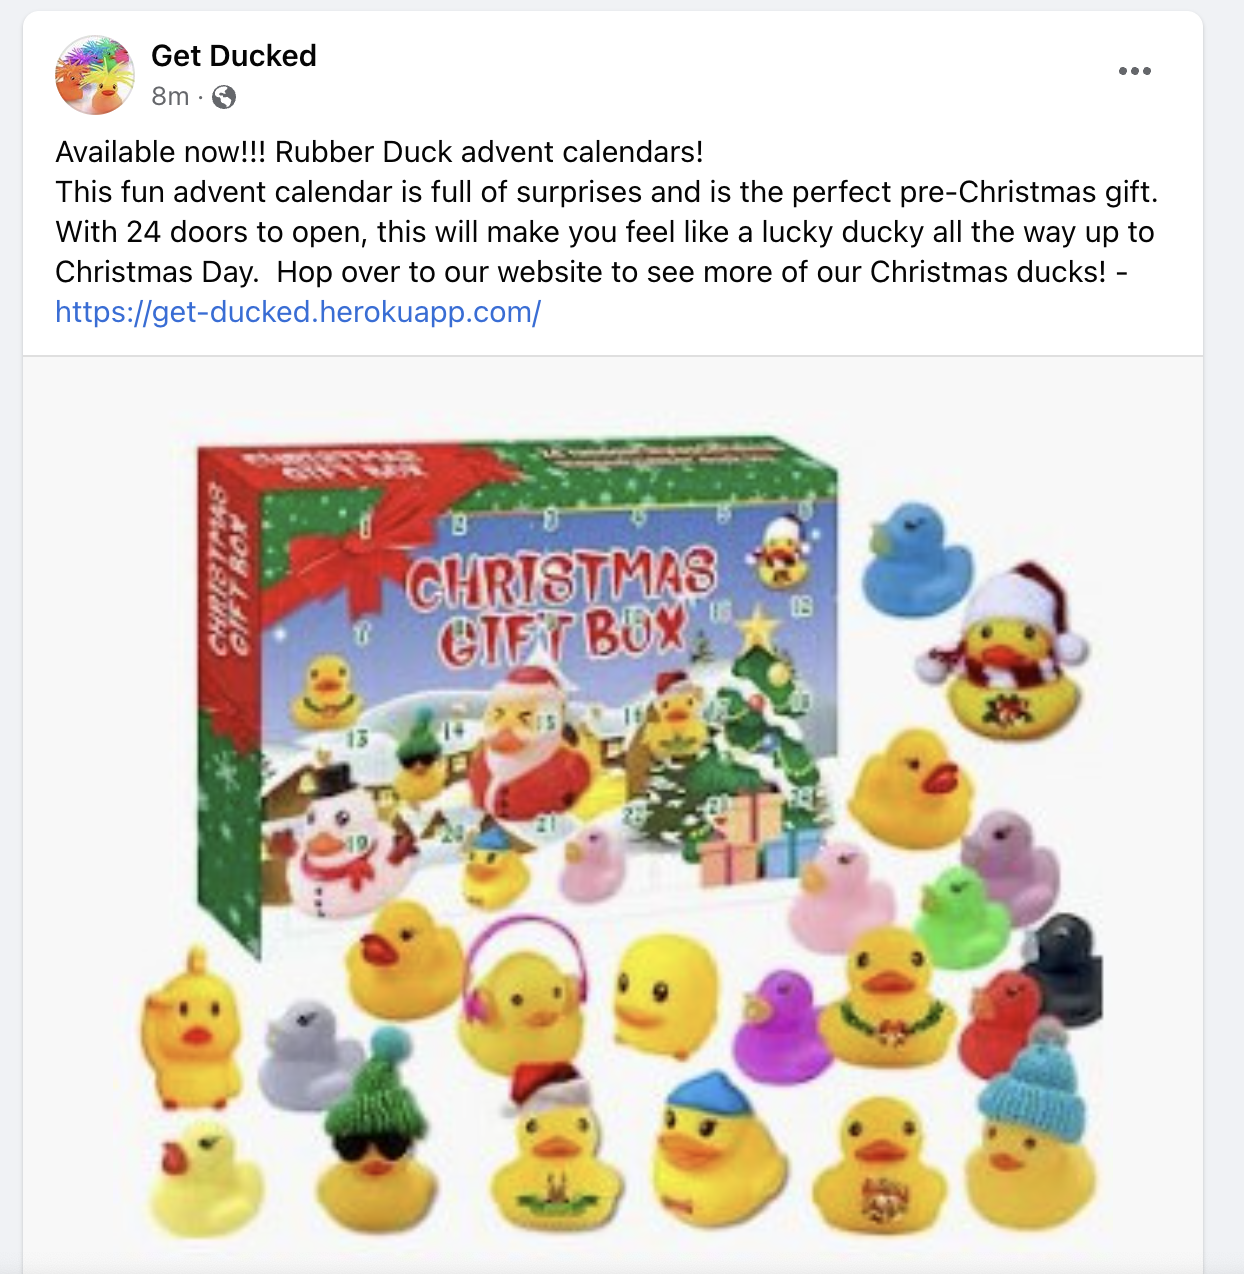 Get Ducked
8m ·
Available now!!! Rubber Duck advent calendars!
This fun advent calendar is full of surprises and is the perfect pre-Christmas gift.
With 24 doors to open, this will make you feel like a lucky ducky all the way up to
Christmas Day.  Hop over to our website to see more of our Christmas ducks! -
https://get-ducked.herokuapp.com/
CHRISTMAS
GIFT BOX
CHRISTMAS
GIFT BOX
1 2 3 4 5 6
CHRISTMAS
GIFT BOX
11 12
7
13 14 15 16 17 18
19 20 21 22 23 24